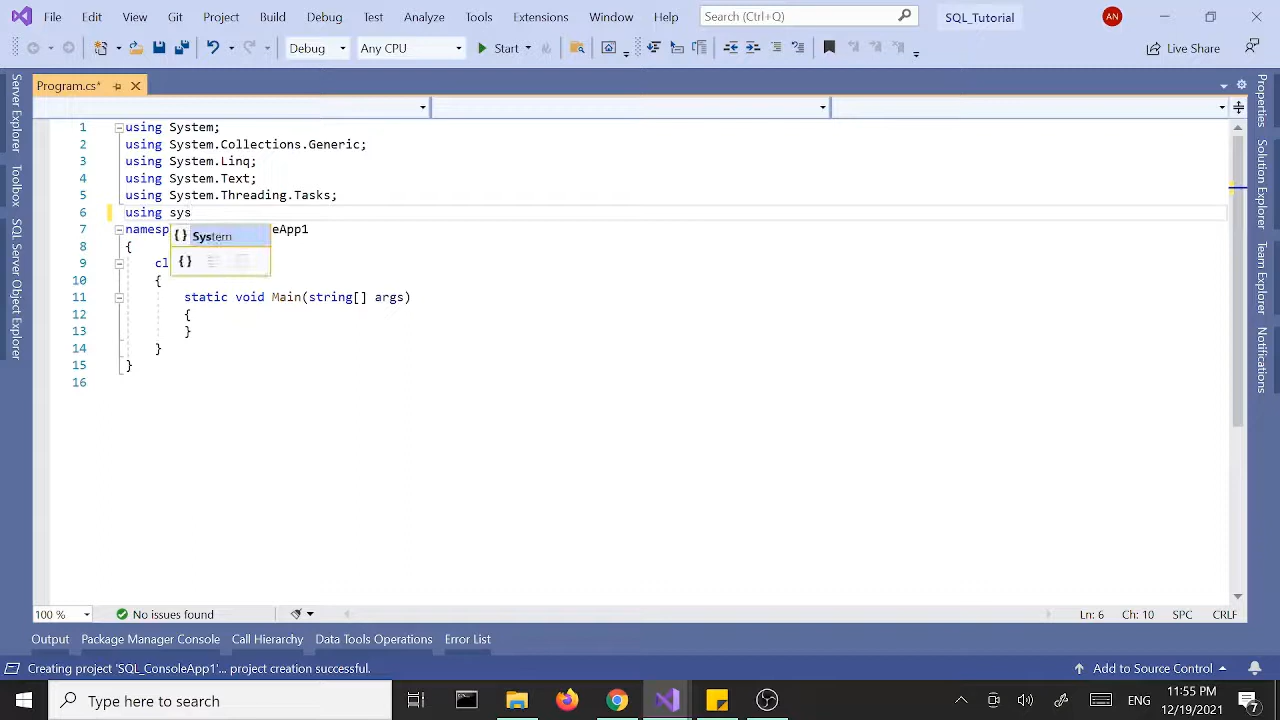 File Edit View Git Project Build Debug Test Analyze Tools Extensions Window Help Search (Ctrl+Q) SQL_Tutorial AN
Debug Any CPU Start Live Share
Program.cs*
Server Explorer
Toolbox
SQL Server Object Explorer
1 using System;
2 using System.Collections.Generic;
3 using System.Linq;
4 using System.Text;
5 using System.Threading.Tasks;
6 using sys
7 namesp eApp1
{ } System
8 {
9 cl
{ }
10 {
11 static void Main(string[] args)
12 {
13 }
14 }
15 }
16
Properties
Solution Explorer
Team Explorer
Notifications
100 % No issues found Ln: 6 Ch: 10 SPC CRLF
Output Package Manager Console Call Hierarchy Data Tools Operations Error List
Creating project 'SQL_ConsoleApp1'... project creation successful. Add to Source Control
Type here to search ENG 1:55 PM
12/19/2021 7